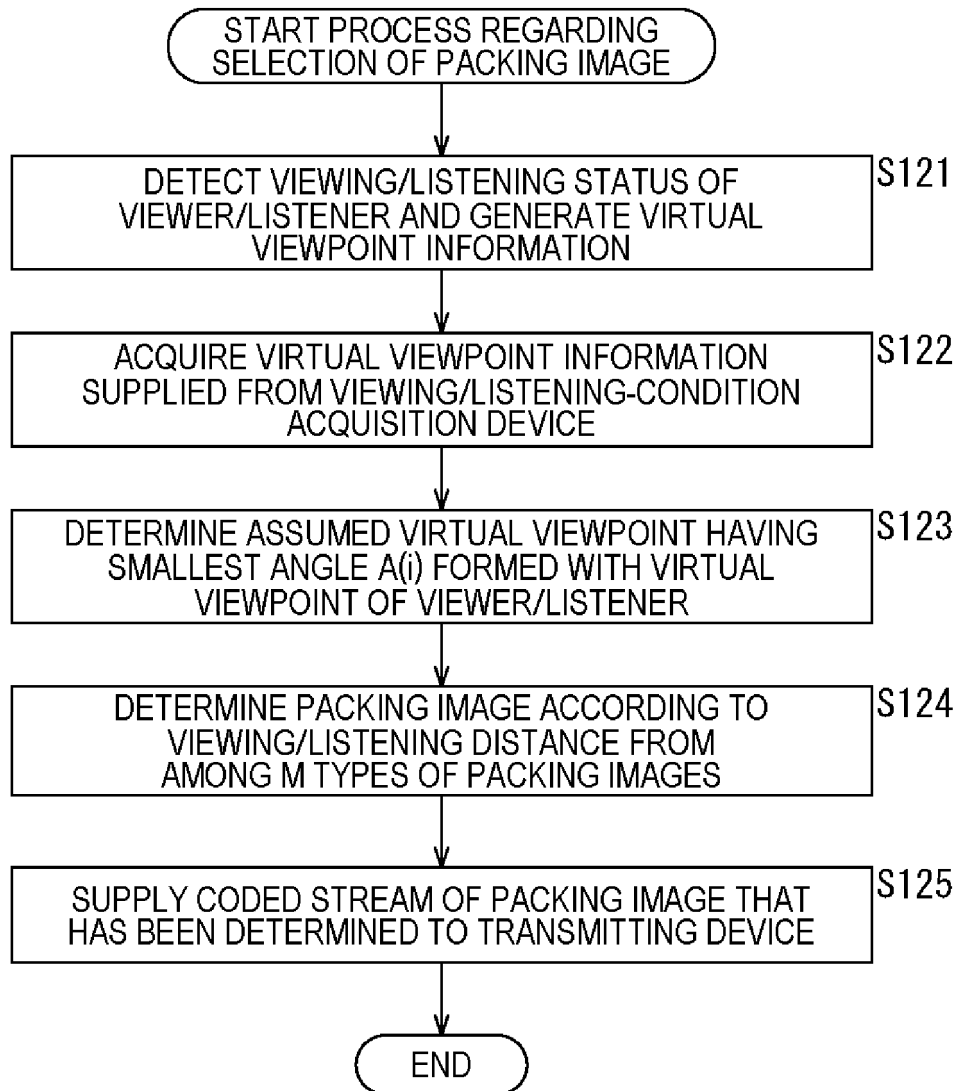 START PROCESS REGARDING
SELECTION OF PACKING IMAGE
S121
DETECT VIEWING/LISTENING STATUS OF
VIEWER/LISTENER AND GENERATE VIRTUAL
VIEWPOINT INFORMATION
S122
ACQUIRE VIRTUAL VIEWPOINT INFORMATION
SUPPLIED FROM VIEWING/LISTENING-CONDITION
ACQUISITION DEVICE
S123
DETERMINE ASSUMED VIRTUAL VIEWPOINT HAVING
SMALLEST ANGLE A(i) FORMED WITH VIRTUAL
VIEWPOINT OF VIEWER/LISTENER
S124
DETERMINE PACKING IMAGE ACCORDING TO
VIEWING/LISTENING DISTANCE FROM
AMONG M TYPES OF PACKING IMAGES
S125
SUPPLY CODED STREAM OF PACKING IMAGE THAT
HAS BEEN DETERMINED TO TRANSMITTING DEVICE
END